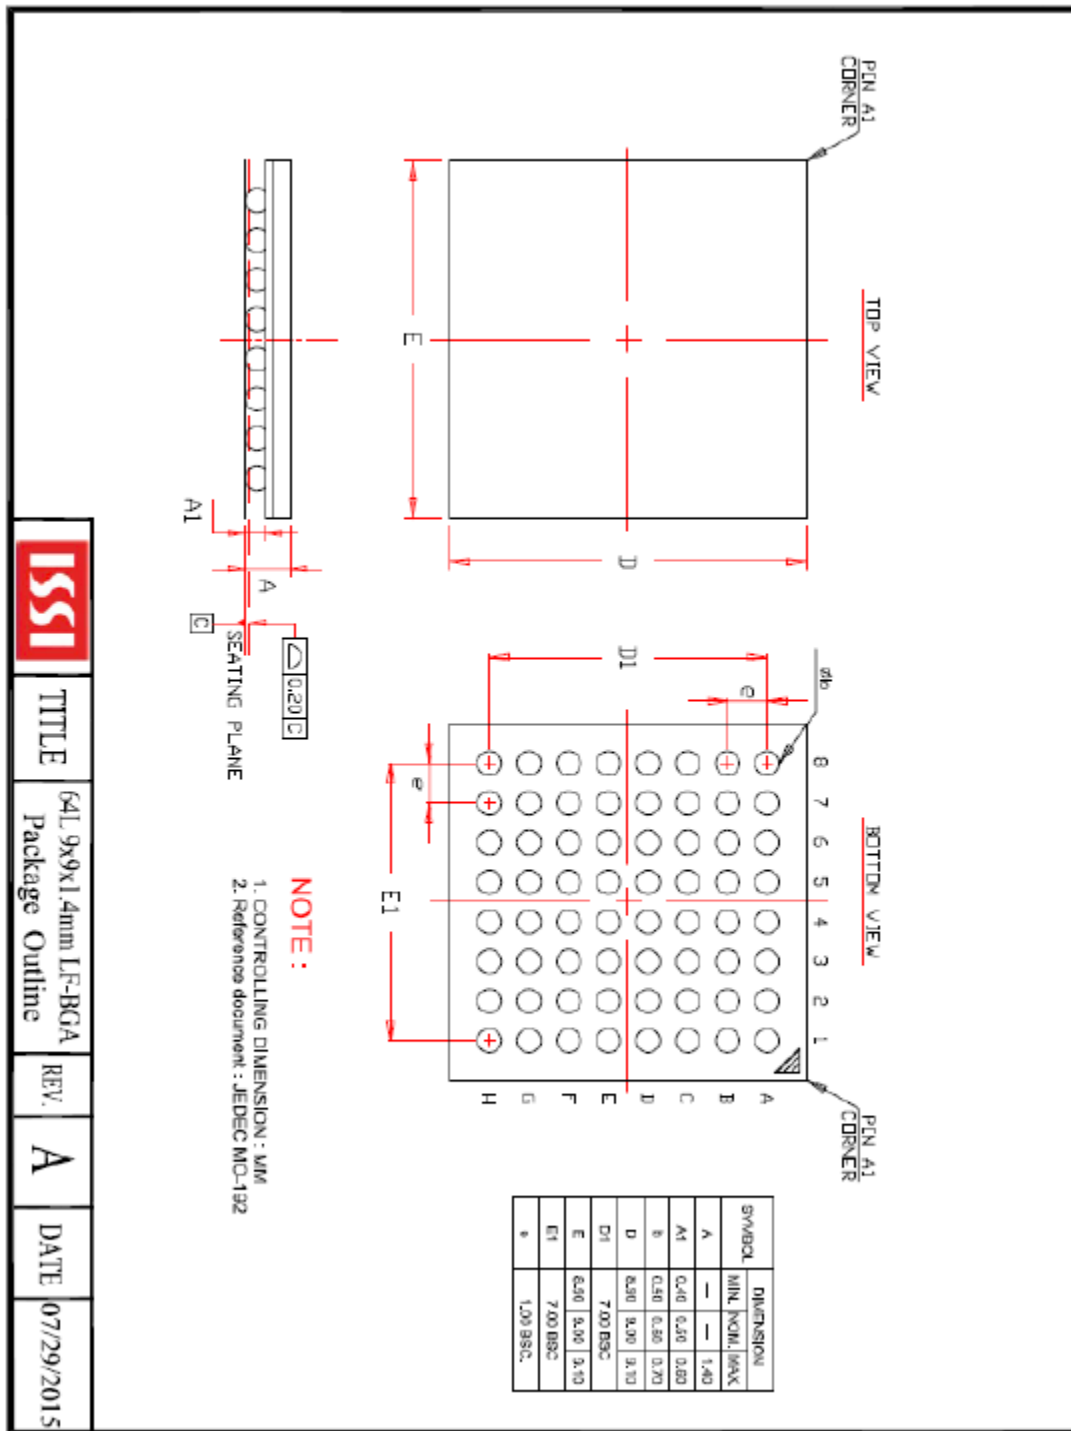 TOP VIEW
PIN A1
CORNER
D
E
BOTTOM VIEW
PIN A1
CORNER
8 7 6 5 4 3 2 1
A
B
C
D
E
F
G
H
øb
e
D1
e
E1
A1
A
0.20 C
C
SEATING PLANE
NOTE :
1. CONTROLLING DIMENSION : MM
2. Reference document : JEDEC MO-192
SYMBOL DIMENSION
MIN. NOM. MAX.
A — — 1.40
A1 0.40 0.50 0.60
b 0.50 0.60 0.70
D 8.90 9.00 9.10
D1 7.00 BSC
E 8.90 9.00 9.10
E1 7.00 BSC
e 1.00 BSC.
ISSI
TITLE
64L 9x9x1.4mm LF-BGA
Package Outline
REV.
A
DATE
07/29/2015